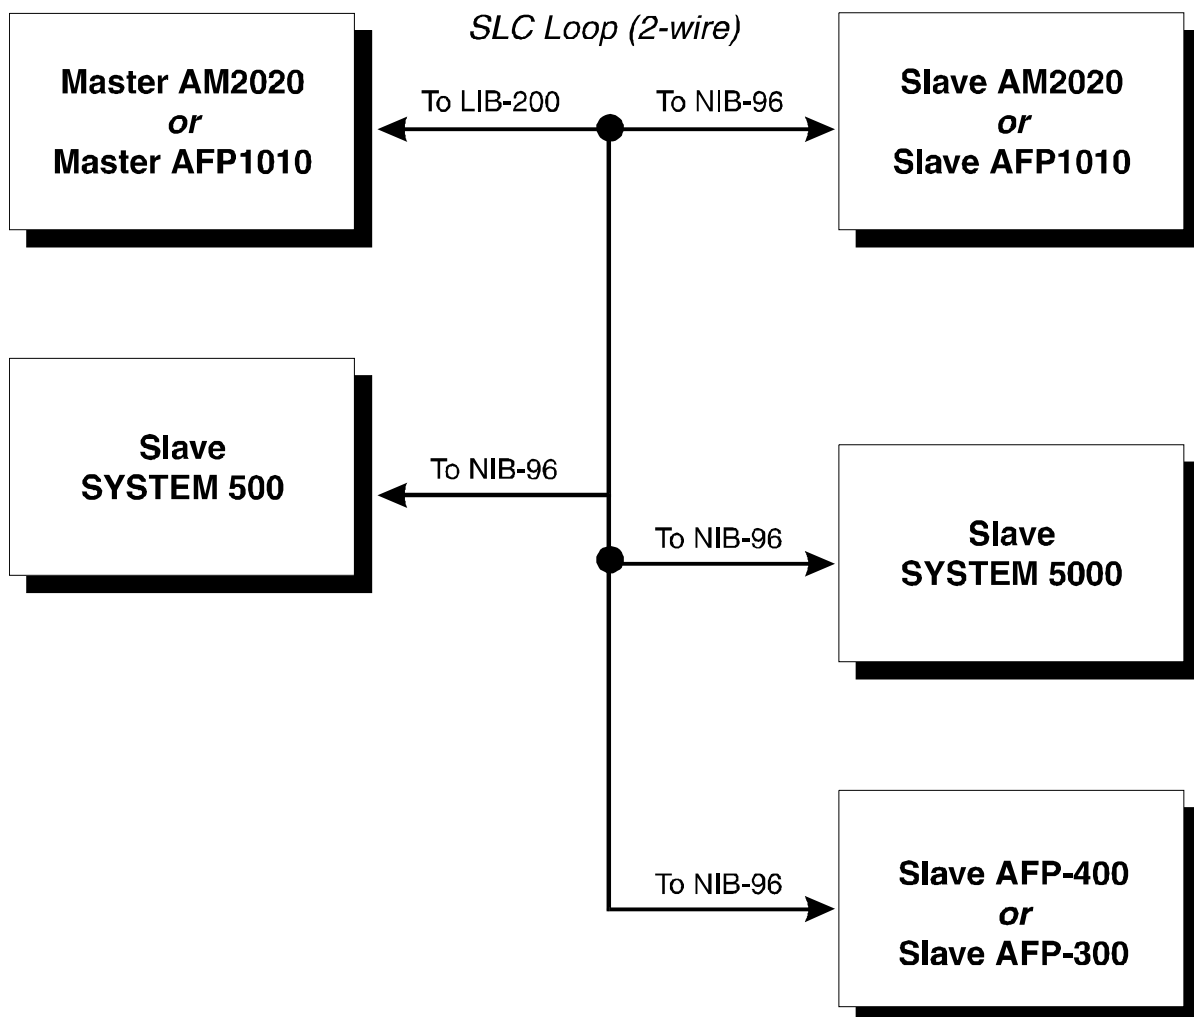 SLC Loop (2-wire)
Master AM2020
or
Master AFP1010
To LIB-200
To NIB-96
Slave AM2020
or
Slave AFP1010
Slave
SYSTEM 500
To NIB-96
To NIB-96
Slave
SYSTEM 5000
To NIB-96
Slave AFP-400
or
Slave AFP-300